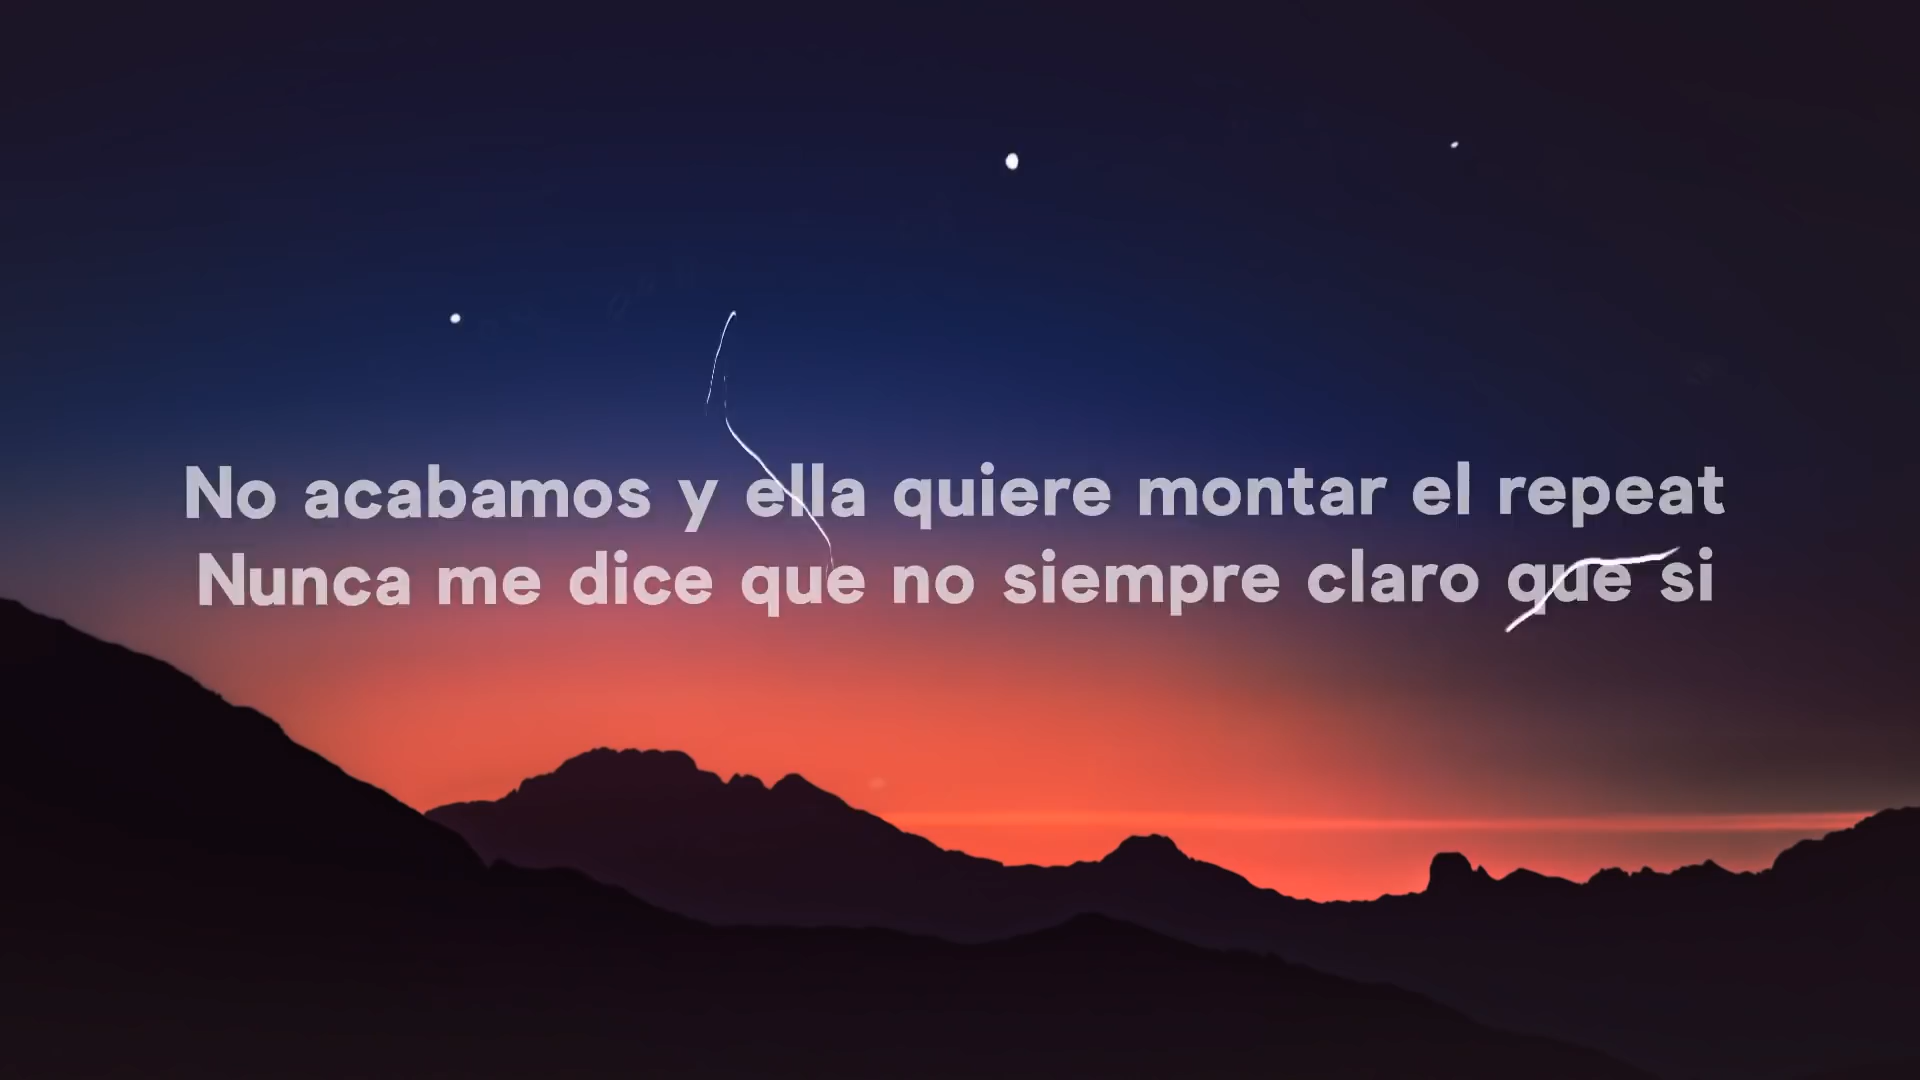 No acabamos y ella quiere montar el repeat
Nunca me dice que no siempre claro que si